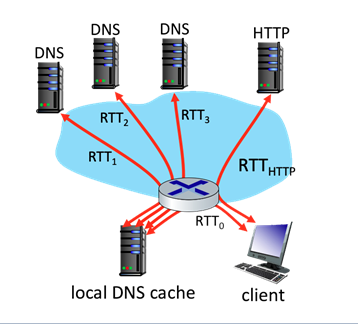 DNS
DNS
DNS
HTTP
RTT2
RTT3
RTT1
RTTHTTP
RTT0
local DNS cache
client